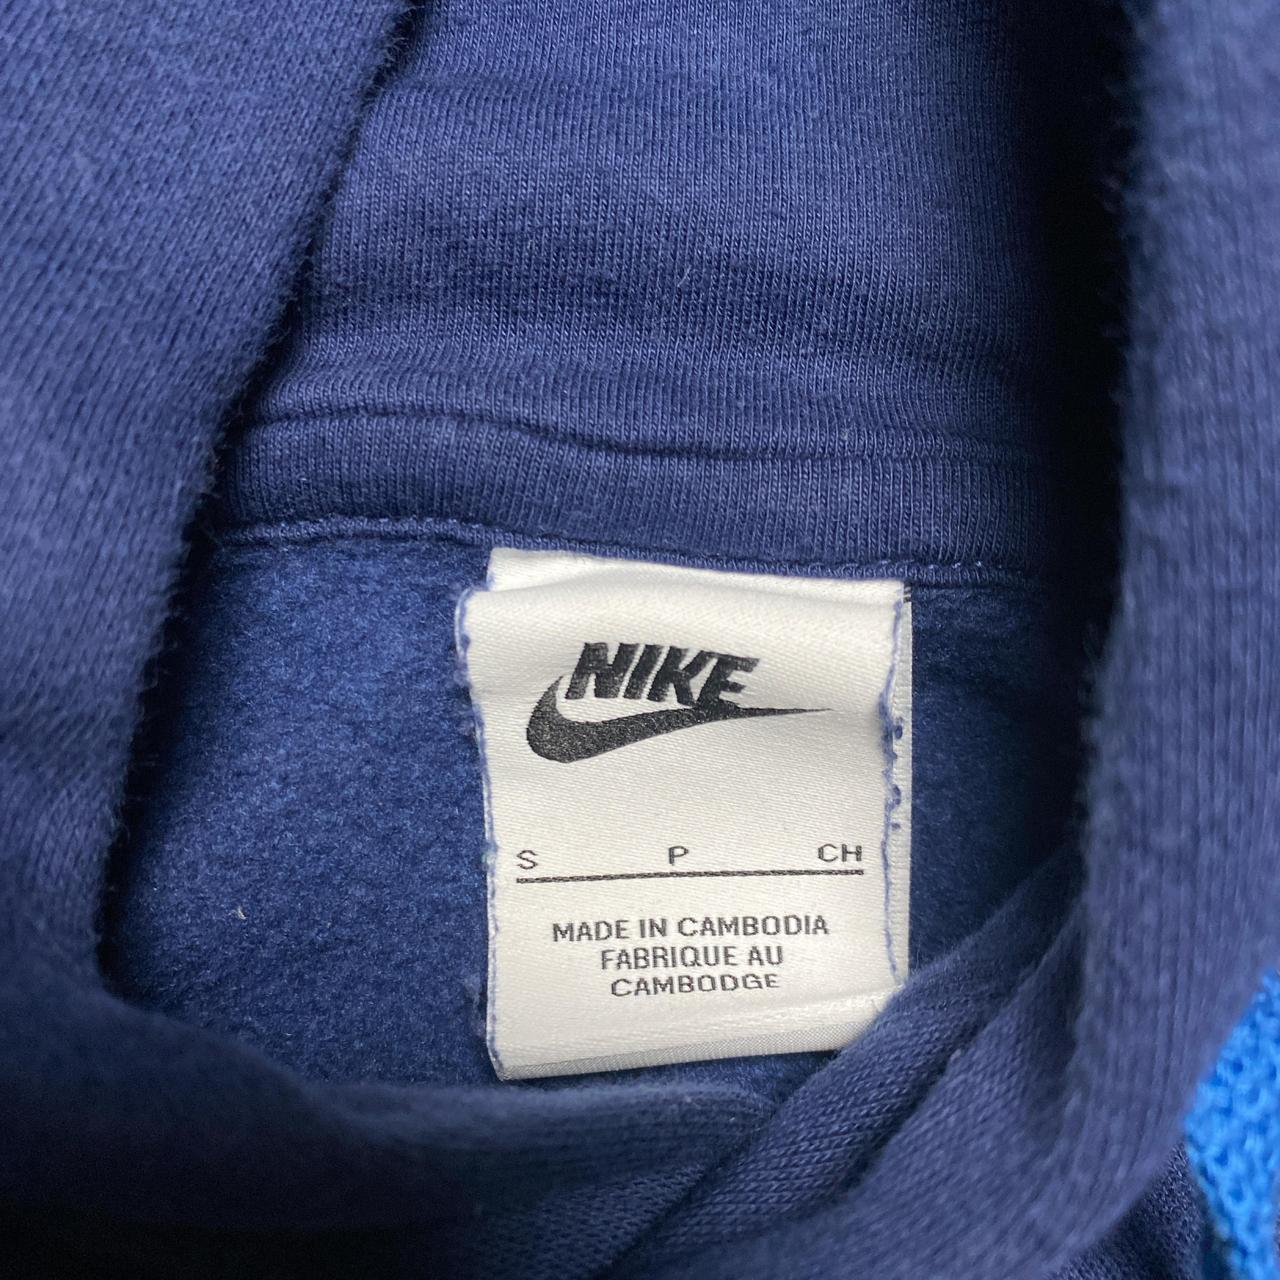 NIKE
S P CH
MADE IN CAMBODIA
FABRIQUE AU
CAMBODGE